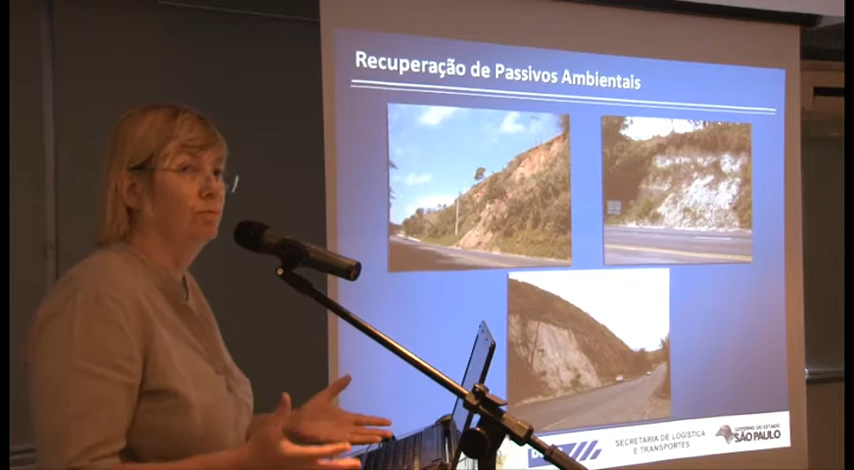 Recuperação de Passivos Ambientais
SECRETARIA DE LOGÍSTICA
E TRANSPORTES
GOVERNO DO ESTADO
SÃO PAULO